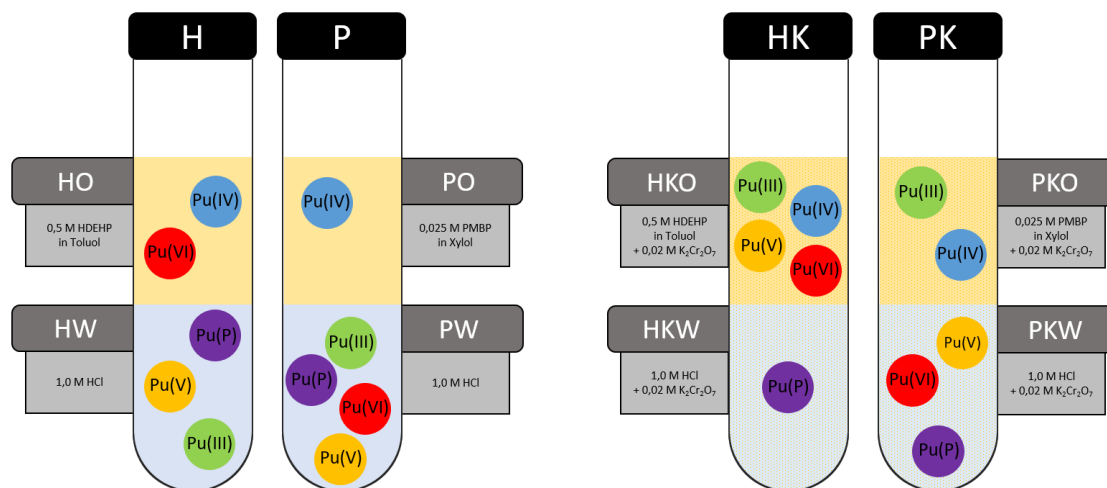 H
P
HK
PK
HO
0,5 M HDEHP
in Toluol
Pu(IV)
Pu(VI)
Pu(IV)
PO
0,025 M PMBP
in Xylol
HKO
0,5 M HDEHP
in Toluol
+ 0,02 M K₂Cr₂O₇
Pu(III)
Pu(IV)
Pu(V)
Pu(VI)
Pu(III)
Pu(IV)
PKO
0,025 M PMBP
in Xylol
+ 0,02 M K₂Cr₂O₇
HW
1,0 M HCl
Pu(P)
Pu(V)
Pu(III)
Pu(III)
Pu(P)
Pu(VI)
Pu(V)
PW
1,0 M HCl
HKW
1,0 M HCl
+ 0,02 M K₂Cr₂O₇
Pu(P)
Pu(V)
Pu(VI)
Pu(P)
PKW
1,0 M HCl
+ 0,02 M K₂Cr₂O₇